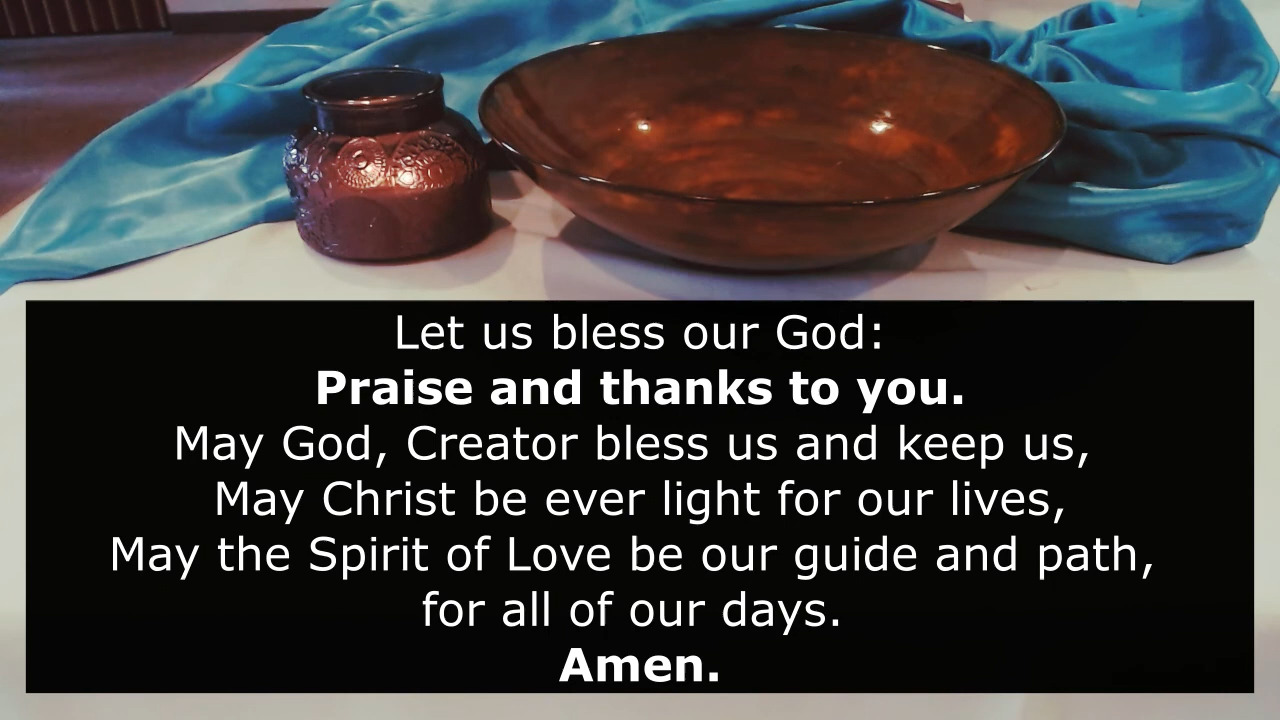 Let us bless our God:
Praise and thanks to you.
May God, Creator bless us and keep us,
May Christ be ever light for our lives,
May the Spirit of Love be our guide and path,
for all of our days.
Amen.